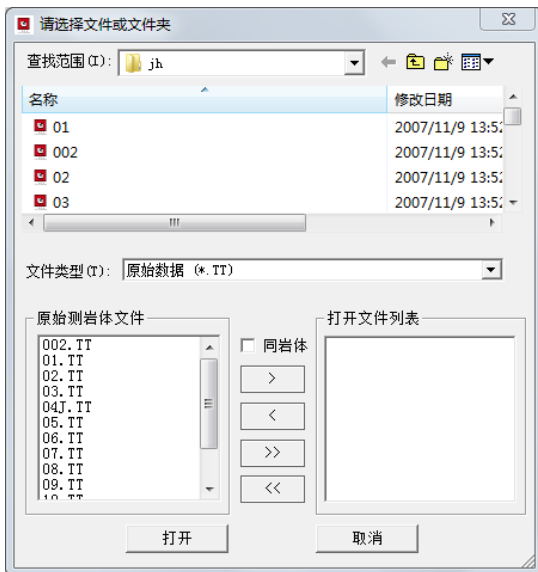 请选择文件或文件夹
查找范围(I): jh
名称 修改日期
01 2007/11/9 13:52
002 2007/11/9 13:52
02 2007/11/9 13:52
03 2007/11/9 13:52
文件类型(T): 原始数据 (*.TT)
原始测岩体文件
002.TT
01.TT
02.TT
03.TT
04J.TT
05.TT
06.TT
07.TT
08.TT
09.TT
同岩体
>
<
>>
<<
打开文件列表
打开 取消